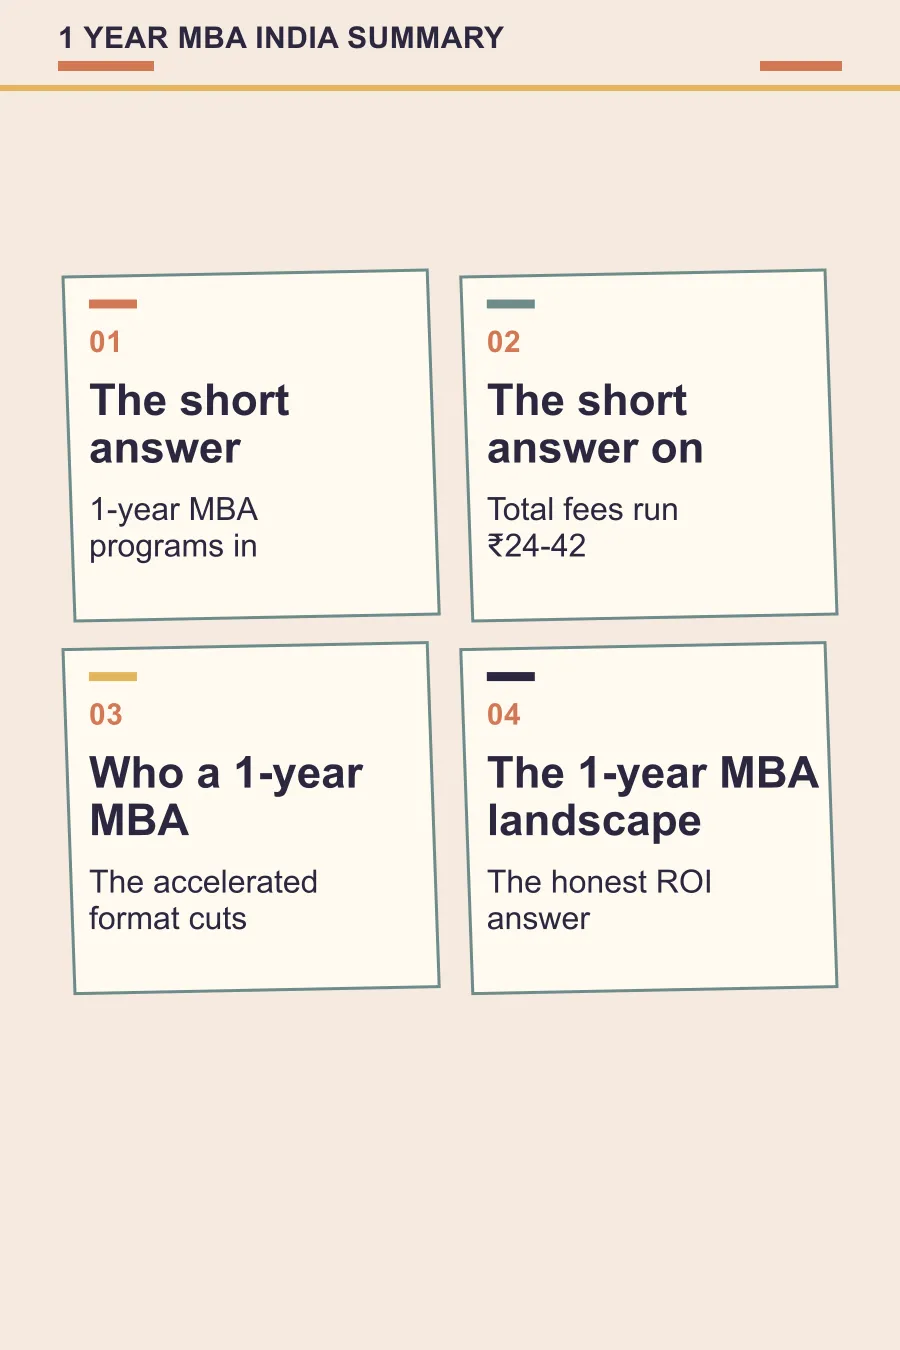 1 YEAR MBA INDIA SUMMARY
01
The short
answer
1-year MBA
programs in
02
The short
answer on
Total fees run
₹24-42
03
Who a 1-year
MBA
The accelerated
format cuts
04
The 1-year MBA
landscape
The honest ROI
answer